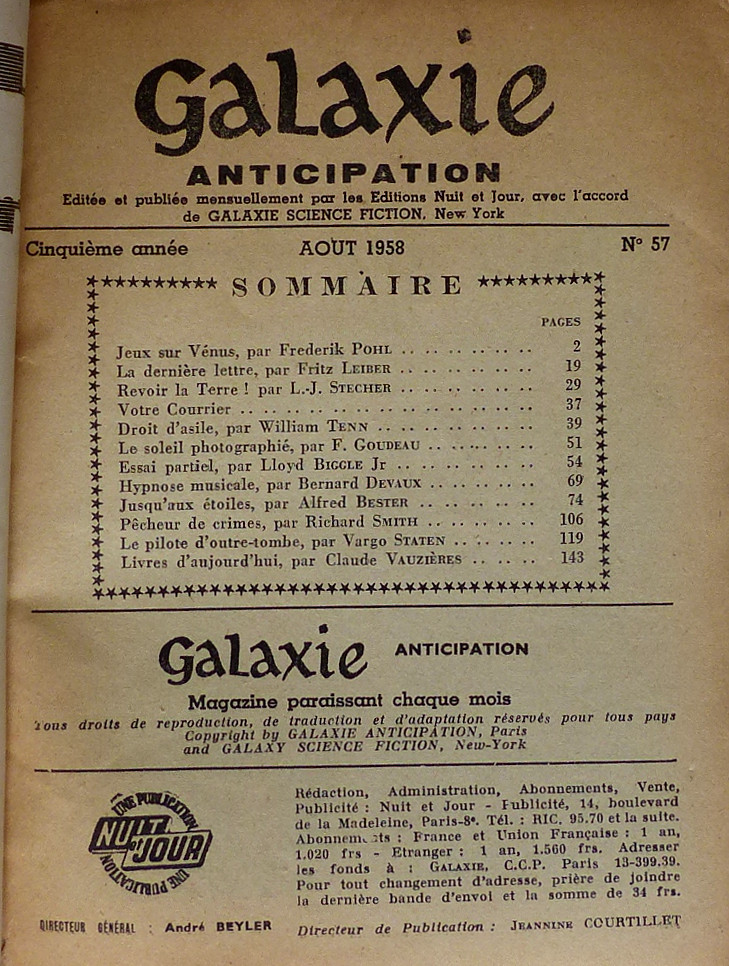 Galaxie
ANTICIPATION
Editée et publiée mensuellement par les Editions Nuit et Jour, avec l'accord
de GALAXIE SCIENCE FICTION, New York
Cinquième année AOUT 1958 N° 57
SOMMAIRE
PAGES
Jeux sur Vénus, par Frederik POHL .. .. .. .. .. .. 2
La dernière lettre, par Fritz LEIBER .. .. .. .. .. .. 19
Revoir la Terre ! par L.-J. STECHER .. .. .. .. .. .. 29
Votre Courrier .. .. .. .. .. .. .. .. .. .. .. .. 37
Droit d'asile, par William TENN .. .. .. .. .. .. .. 39
Le soleil photographié, par F. GOUDEAU .. .. .. .. .. 51
Essai partiel, par Lloyd BIGGLE Jr .. .. .. .. .. .. 54
Hypnose musicale, par Bernard DEVAUX .. .. .. .. .. 69
Jusqu'aux étoiles, par Alfred BESTER .. .. .. .. .. .. 74
Pêcheur de crimes, par Richard SMITH .. .. .. .. .. 106
Le pilote d'outre-tombe, par Vargo STATEN .. .. .. .. 119
Livres d'aujourd'hui, par Claude VAUZIÈRES .. .. .. 143
Galaxie ANTICIPATION
Magazine paraissant chaque mois
Tous droits de reproduction, de traduction et d'adaptation réservés pour tous pays
Copyright by GALAXIE ANTICIPATION, Paris
and GALAXY SCIENCE FICTION, New-York
UNE PUBLICATION
NUIT
ET JOUR
UNE PUBLICATION
Rédaction, Administration, Abonnements, Vente,
Publicité : Nuit et Jour - Publicité, 14, boulevard
de la Madeleine, Paris-8e. Tél. : RIC. 95.70 et la suite.
Abonnements : France et Union Française : 1 an,
1.020 frs - Etranger : 1 an, 1.560 frs. Adresser
les fonds à : GALAXIE, C.C.P. Paris 13-399.39.
Pour tout changement d'adresse, prière de joindre
la dernière bande d'envoi et la somme de 34 frs.
DIRECTEUR GÉNÉRAL : André BEYLER
Directeur de Publication : JEANNINE COURTILLET